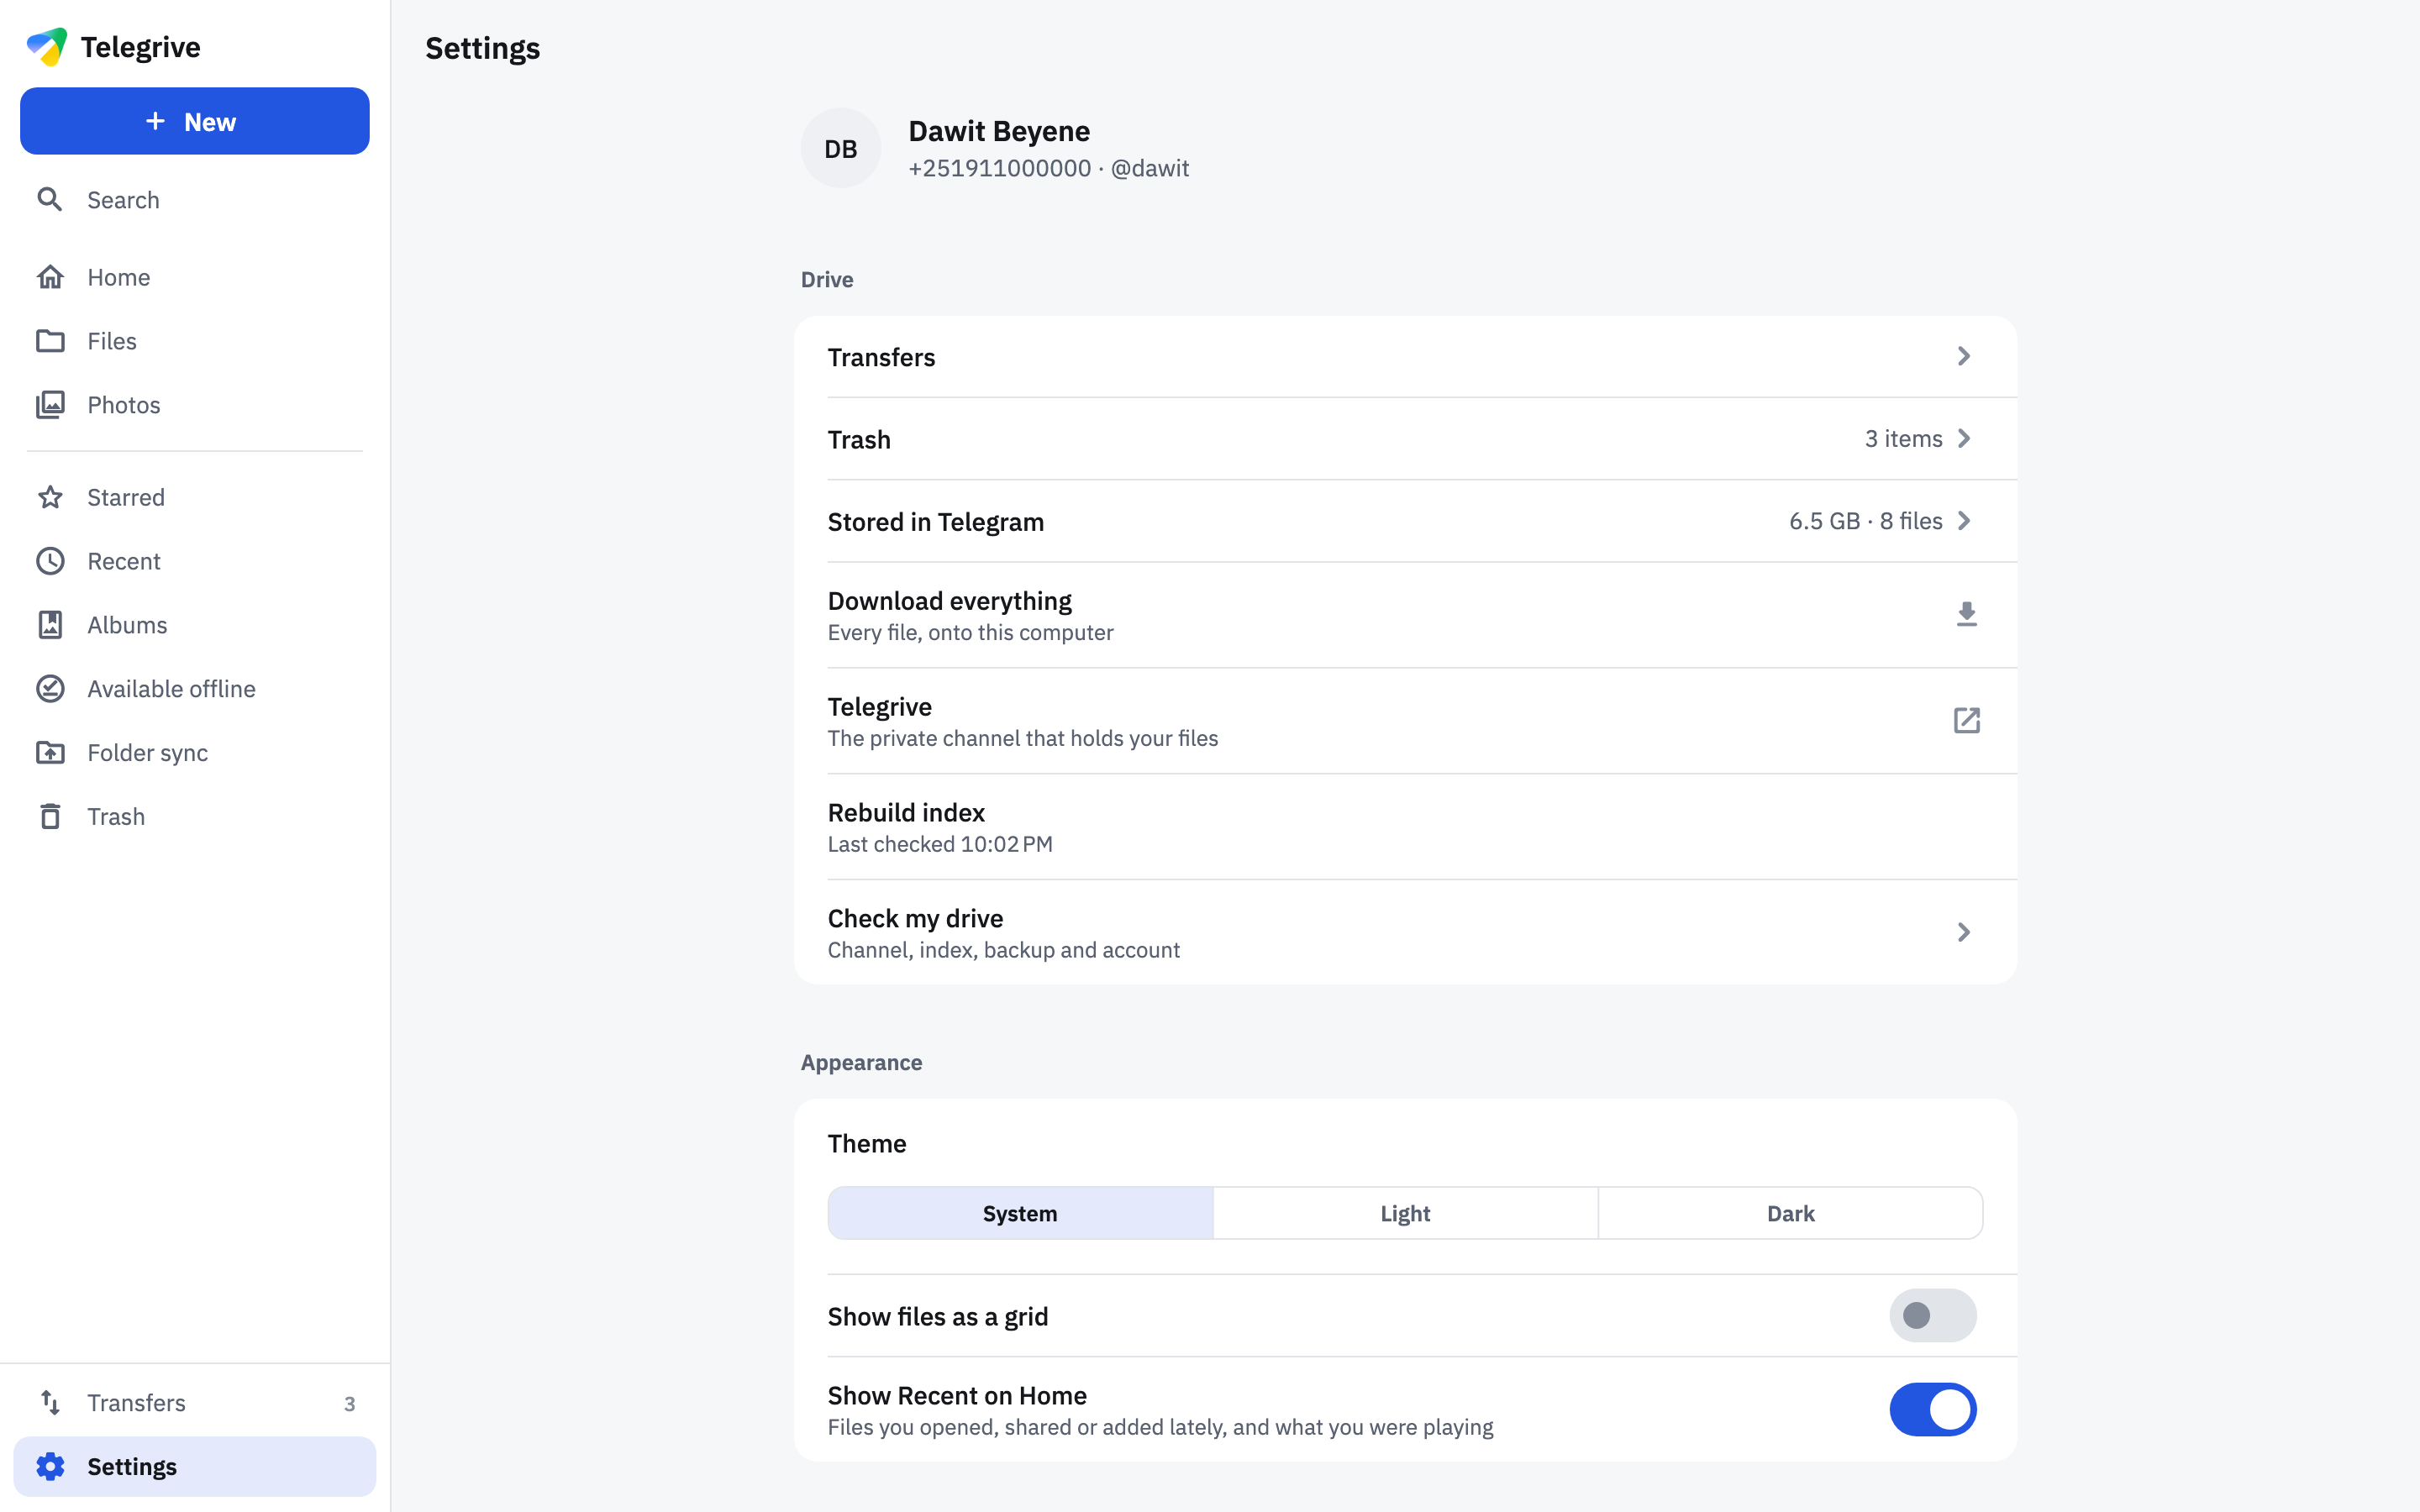 Telegrive
New
Search
Home
Files
Photos
Starred
Recent
Albums
Available offline
Folder sync
Trash
Transfers 3
Settings
Settings
DB
Dawit Beyene
+251911000000 · @dawit
Drive
Transfers
Trash 3 items
Stored in Telegram 6.5 GB · 8 files
Download everything
Every file, onto this computer
Telegrive
The private channel that holds your files
Rebuild index
Last checked 10:02 PM
Check my drive
Channel, index, backup and account
Appearance
Theme
System Light Dark
Show files as a grid
Show Recent on Home
Files you opened, shared or added lately, and what you were playing